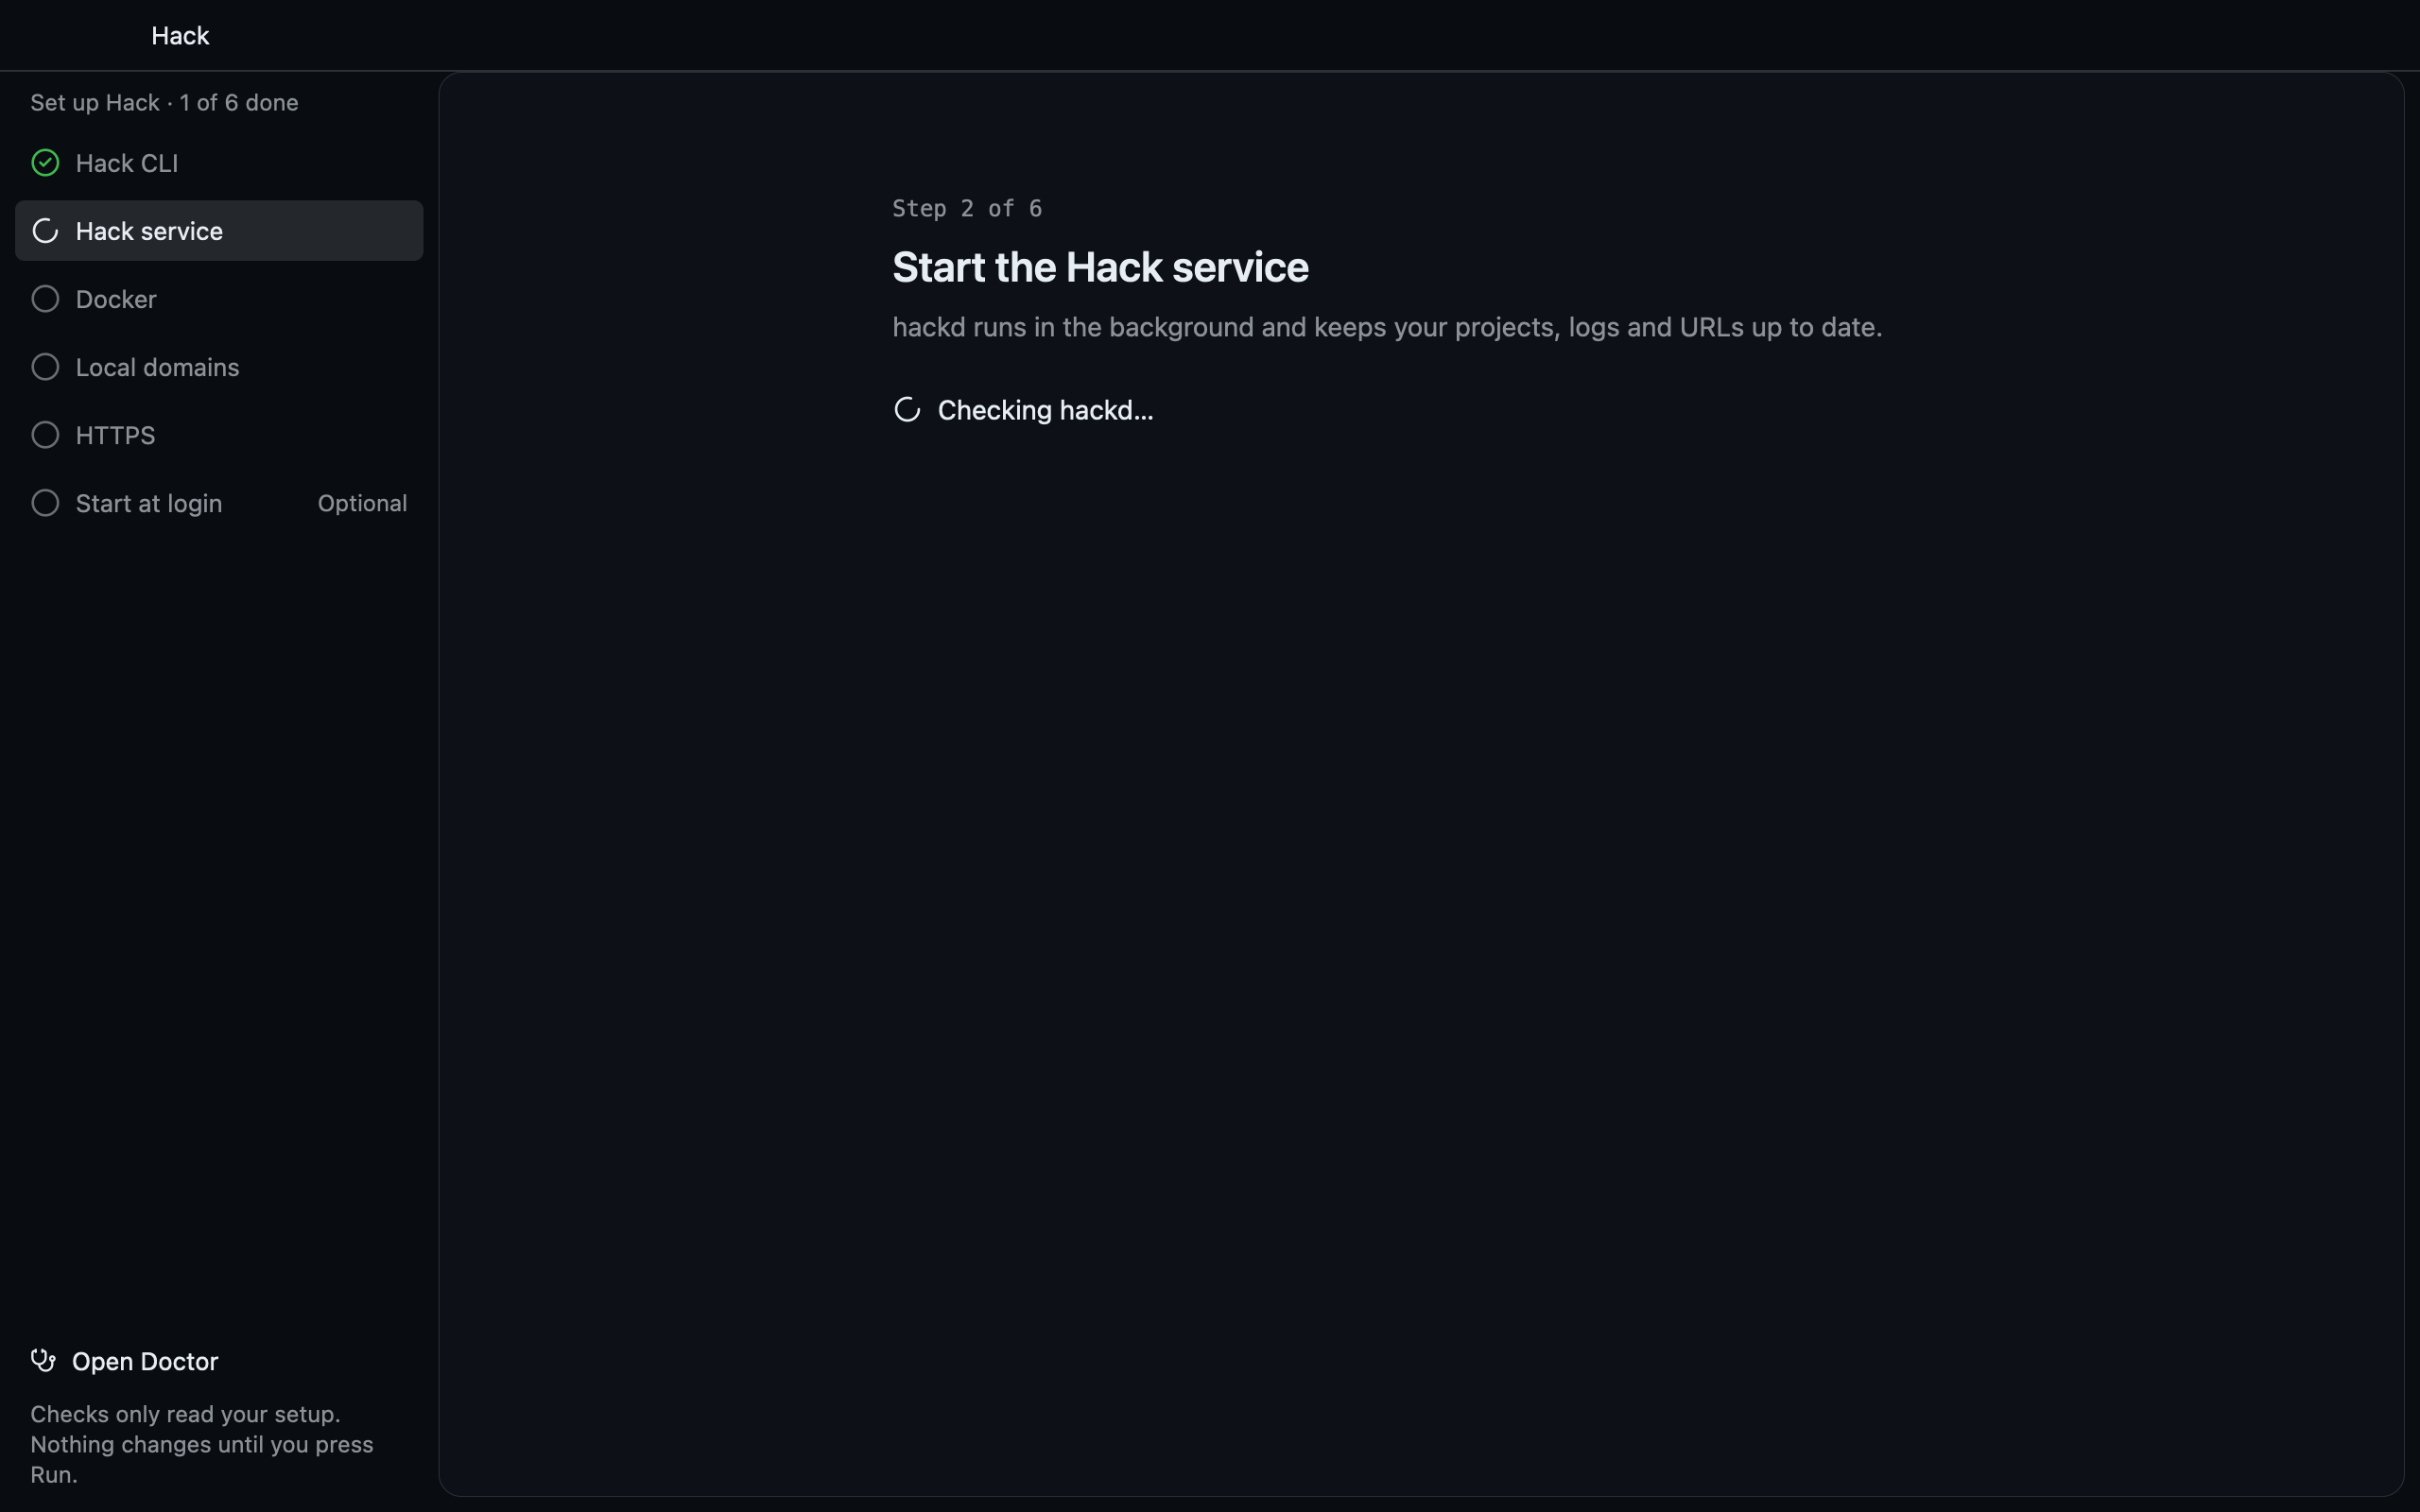 Hack
Set up Hack · 1 of 6 done
Hack CLI
Hack service
Docker
Local domains
HTTPS
Start at login Optional
Open Doctor
Checks only read your setup.
Nothing changes until you press
Run.
Step 2 of 6
Start the Hack service
hackd runs in the background and keeps your projects, logs and URLs up to date.
Checking hackd...